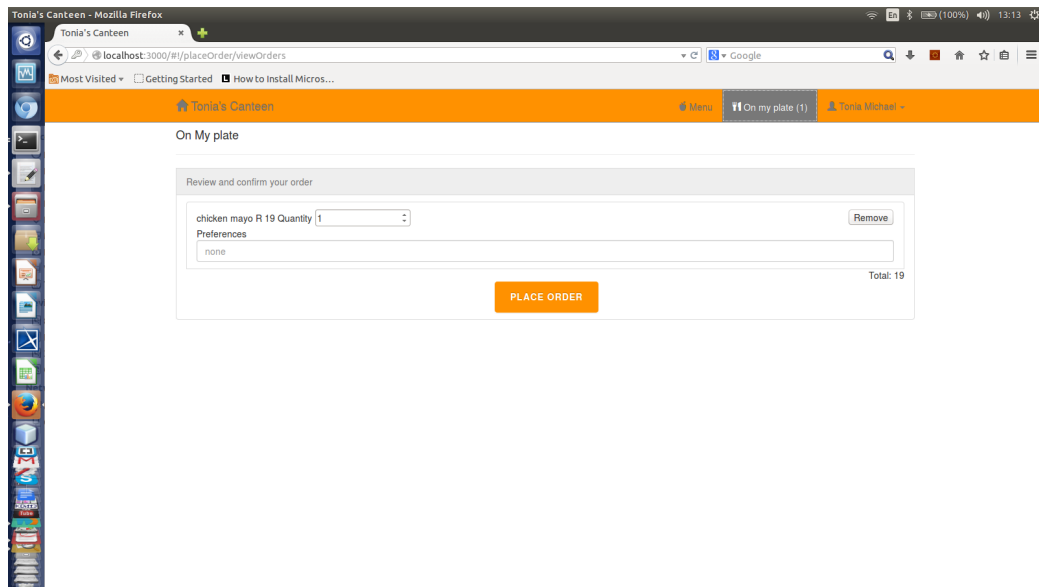 Tonia's Canteen - Mozilla Firefox
En (100%) 13:13
Tonia's Canteen
localhost:3000/#!/placeOrder/viewOrders
Google
Most Visited
Getting Started
How to Install Micros...
Tonia's Canteen
Menu
On my plate (1)
Tonia Michael
On My plate
Review and confirm your order
chicken mayo R 19 Quantity 1
Remove
Preferences
none
Total: 19
PLACE ORDER